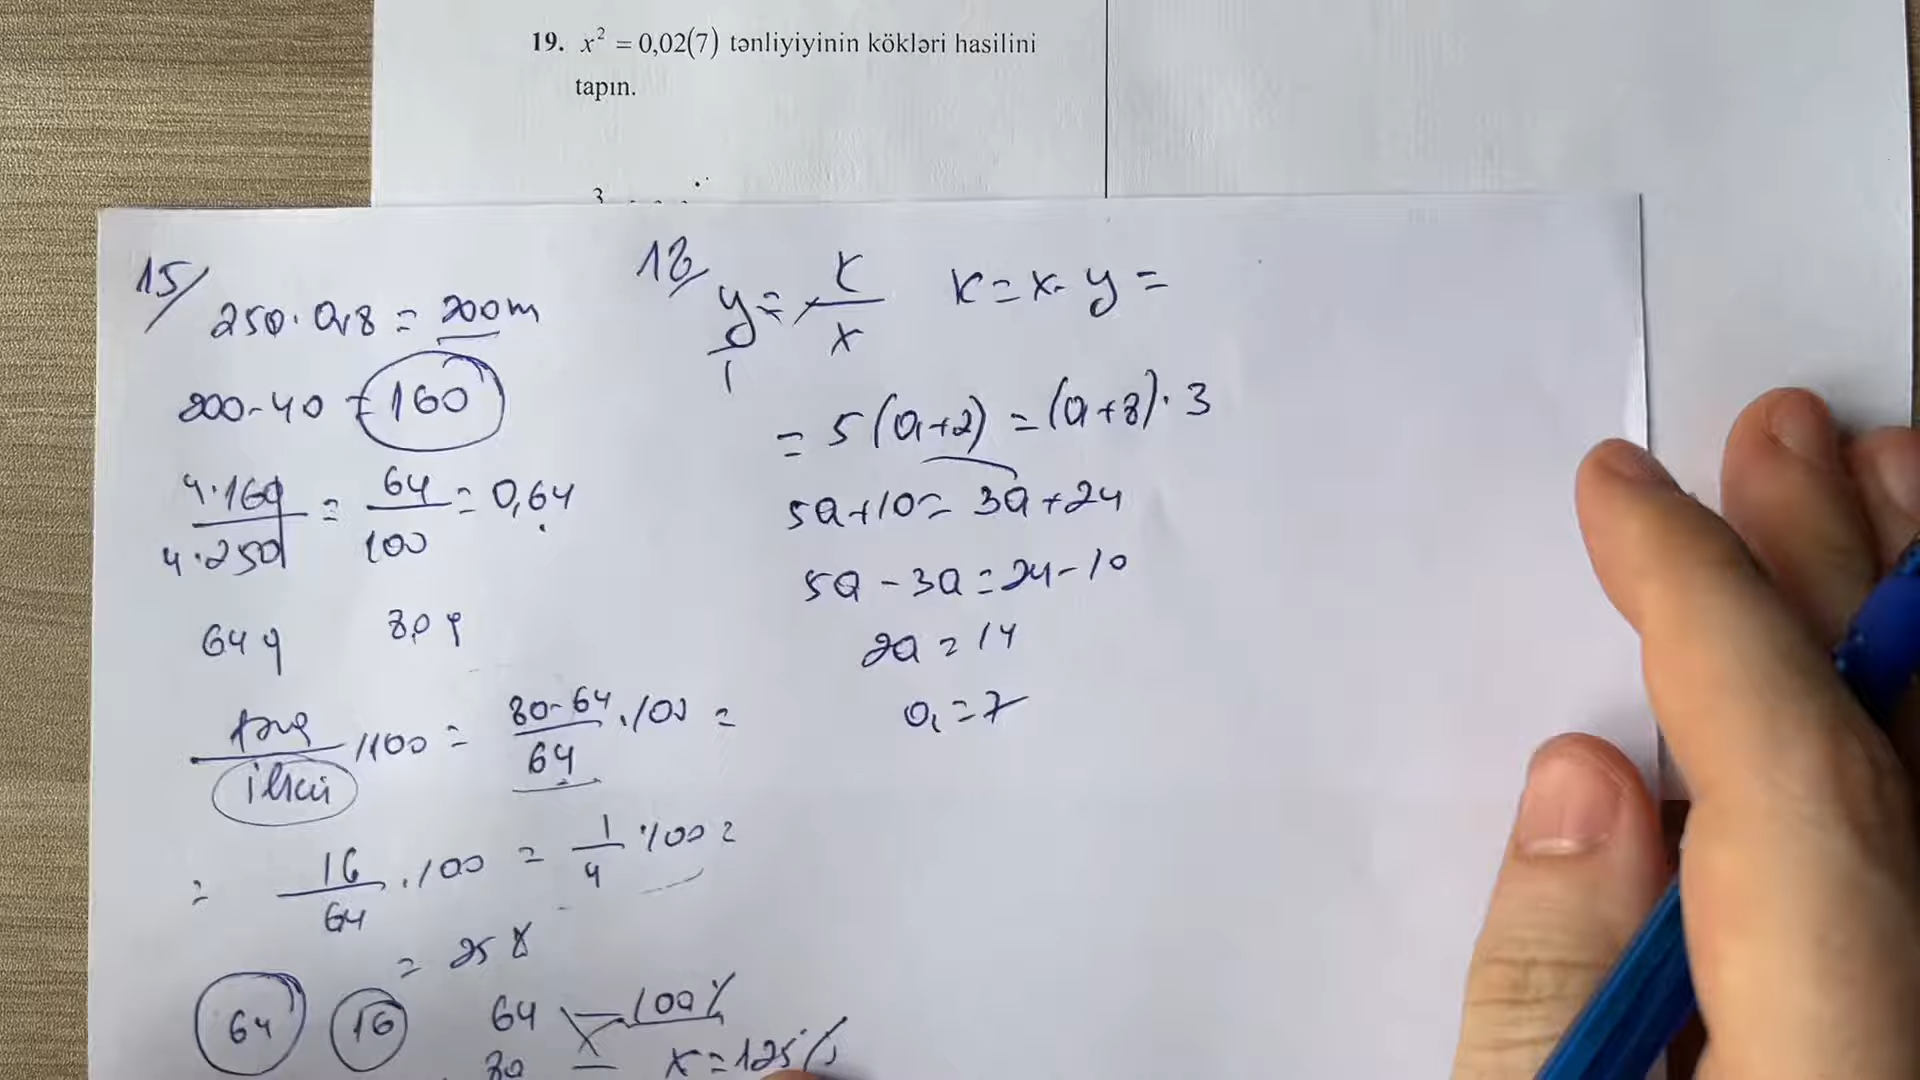 19. x² = 0,02(7) tənliyiyinin kökləri hasilini
tapın.
3
15/
250 · 0,8 = 200m
200 - 40 = 160
4·160/4·250 = 64/100 = 0,64
64 q 80 q
fərq/ilkin · 100 = 80-64/64 · 100 =
= 16/64 · 100 = 1/4 · 100 =
= 25 %
64 16
64 — 100%
80 — x = 125%
18/
y/1 = k/x k = x · y =
= 5(a+2) = (a+8) · 3
5a+10 = 3a+24
5a - 3a = 24 - 10
2a = 14
a = 7